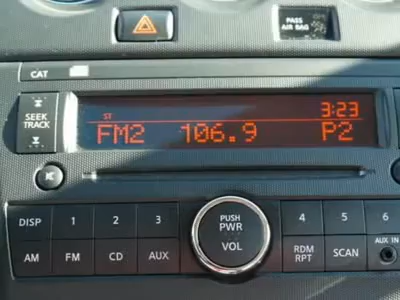 PASS
AIR BAG
CAT
SEEK
TRACK
ST
3:23
FM2 106.9 P2
DISP 1 2 3
PUSH
PWR
VOL
4 5 6
AM FM CD AUX
RDM
RPT
SCAN
AUX IN